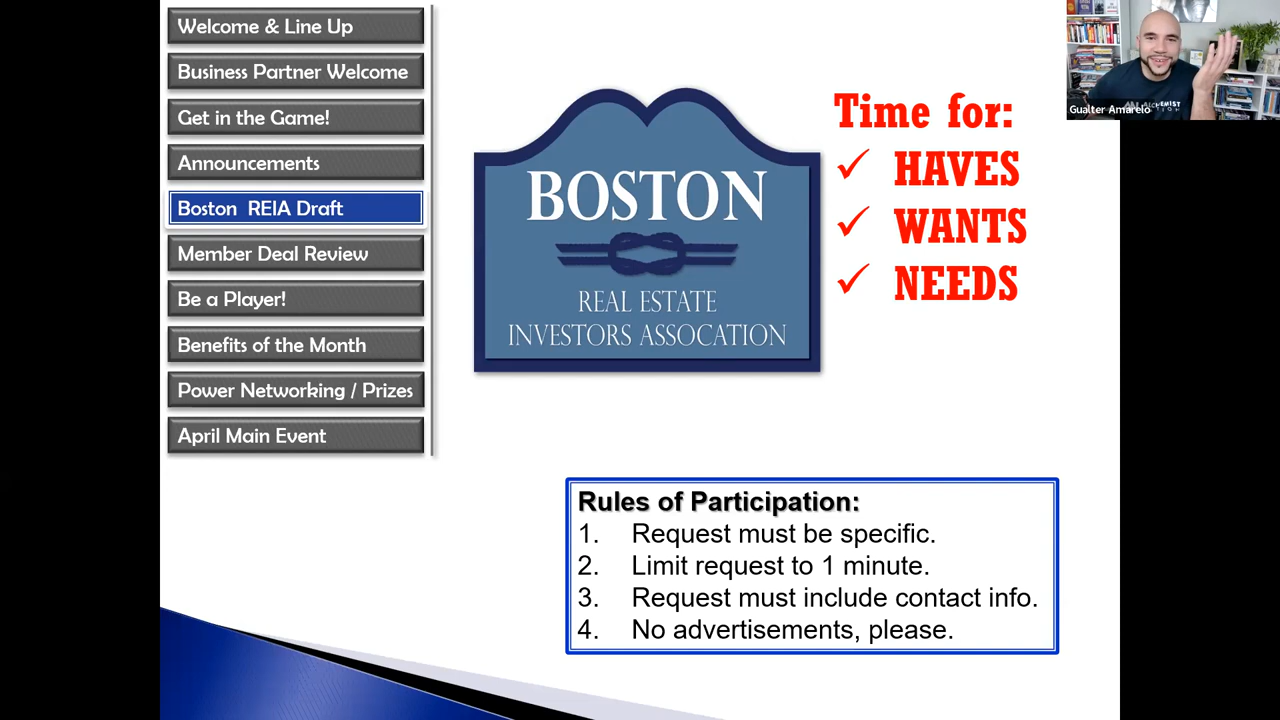 Welcome & Line Up
Business Partner Welcome
Get in the Game!
Announcements
Boston REIA Draft
Member Deal Review
Be a Player!
Benefits of the Month
Power Networking / Prizes
April Main Event
BOSTON
REAL ESTATE
INVESTORS ASSOCATION
Time for:
✓ HAVES
✓ WANTS
✓ NEEDS
Gualter Amarelo
Rules of Participation:
1. Request must be specific.
2. Limit request to 1 minute.
3. Request must include contact info.
4. No advertisements, please.